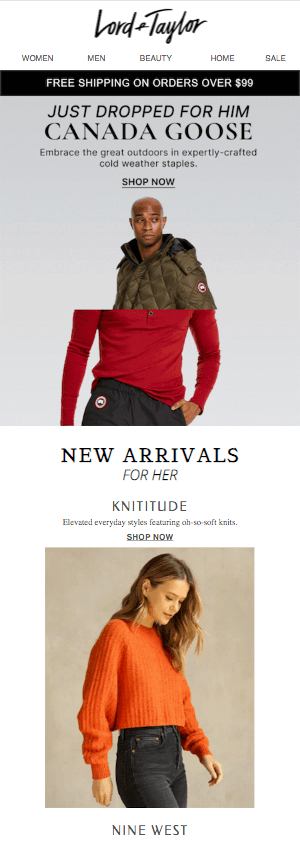 Lord & Taylor
WOMEN MEN BEAUTY HOME SALE
FREE SHIPPING ON ORDERS OVER $99
JUST DROPPED FOR HIM
CANADA GOOSE
Embrace the great outdoors in expertly-crafted
cold weather staples.
SHOP NOW
NEW ARRIVALS
FOR HER
KNITITUDE
Elevated everyday styles featuring oh-so-soft knits.
SHOP NOW
NINE WEST